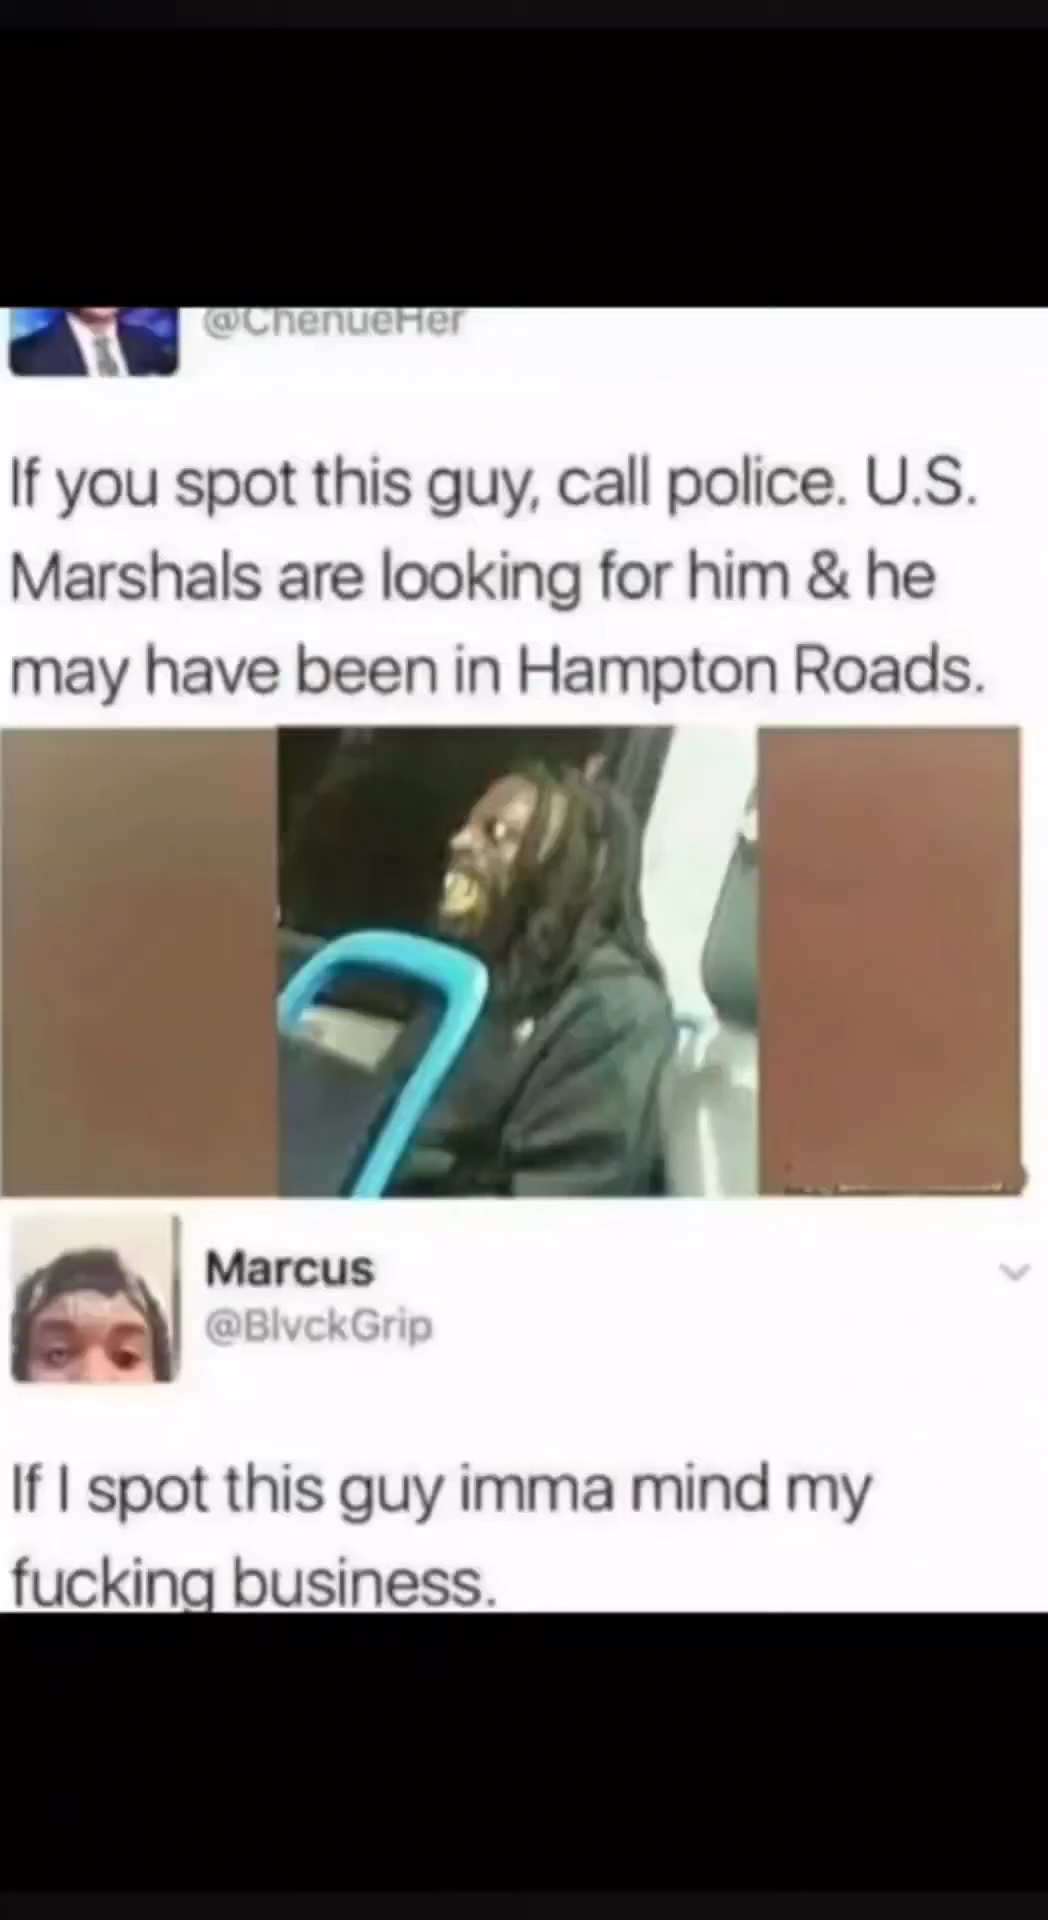 @ChenueHer
If you spot this guy, call police. U.S.
Marshals are looking for him & he
may have been in Hampton Roads.
Marcus
@BlvckGrip
If I spot this guy imma mind my
fucking business.